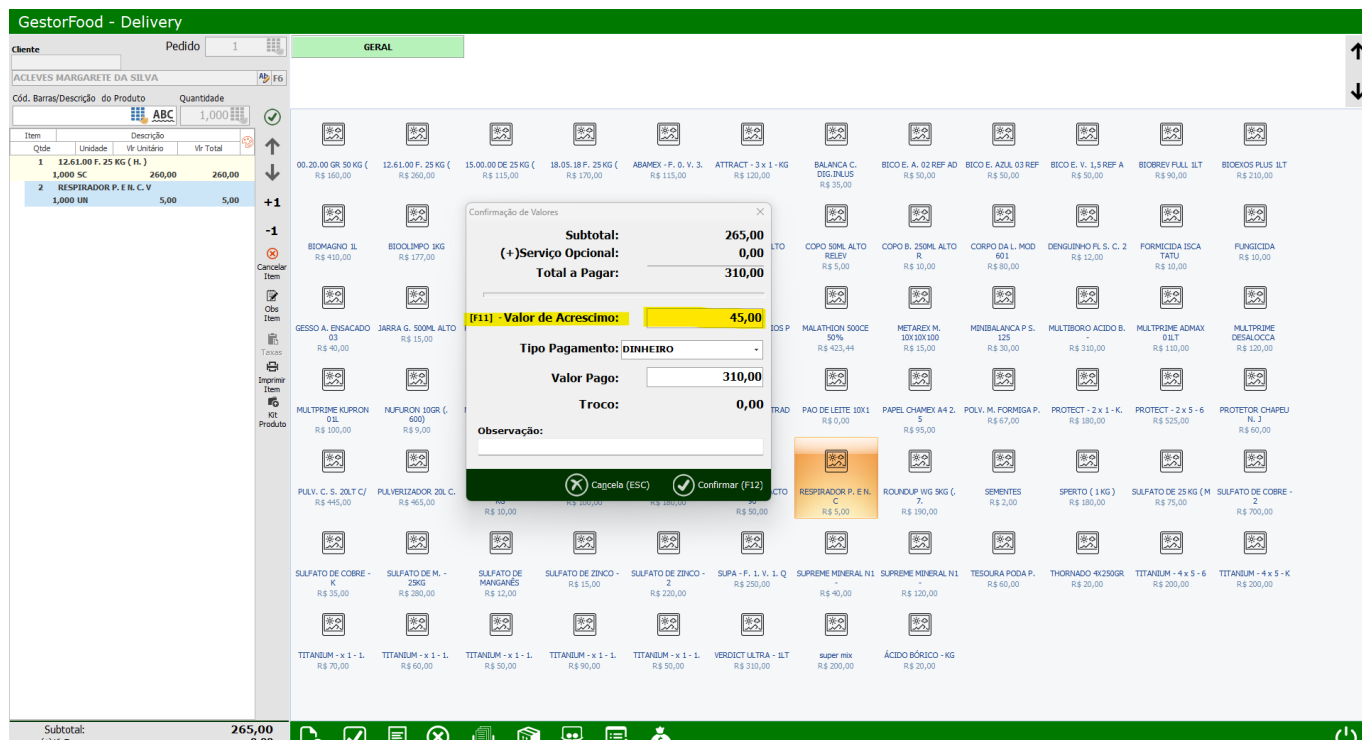 GestorFood - Delivery
Cliente
Pedido 1
ACLEVES MARGARETE DA SILVA
Ab F6
Cód. Barras/Descrição do Produto Quantidade
ABC 1,000
Item Descrição
Qtde Unidade Vlr Unitário Vlr Total
1 12.61.00 F. 25 KG ( H. )
1,000 SC 260,00 260,00
2 RESPIRADOR P. E N. C. V
1,000 UN 5,00 5,00
+1
-1
Cancelar
Item
Obs
Item
Taxas
Imprimir
Item
Kit
Produto
Subtotal: 265,00
GERAL
00.20.00 GR 50 KG ( 12.61.00 F. 25 KG ( 15.00.00 DE 25 KG ( 18.05.18 F. 25 KG ( ABAMEX - F. 0. V. 3. ATTRACT - 3 x 1 - KG BALANCA C. BICO E. A. 02 REF AD BICO E. AZUL 03 REF BICO E. V. 1,5 REF A BIOBREV FULL 1LT BIOEXOS PLUS 1LT
R$ 160,00 R$ 260,00 R$ 115,00 R$ 170,00 R$ 115,00 R$ 120,00 DIG.INLUS R$ 50,00 R$ 50,00 R$ 50,00 R$ 90,00 R$ 210,00
R$ 35,00
BIOMAGNO 1L BIOOLIMPO 1KG LTO COPO 50ML ALTO COPO B. 250ML ALTO CORPO DA L. MOD DENGUINHO FL S. C. 2 FORMICIDA ISCA FUNGICIDA
R$ 410,00 R$ 177,00 RELEV R 601 R$ 12,00 TATU R$ 10,00
R$ 5,00 R$ 10,00 R$ 80,00 R$ 10,00
GESSO A. ENSACADO JARRA G. 500ML ALTO IOS P MALATHION 500CE METAREX M. MINIBALANCA P S. MULTIBORO ACIDO B. MULTPRIME ADMAX MULTPRIME
03 R$ 15,00 50% 10X10X100 125 - 01LT DESALOCCA
R$ 40,00 R$ 423,44 R$ 15,00 R$ 30,00 R$ 310,00 R$ 110,00 R$ 120,00
MULTPRIME KUPRON NUFURON 10GR (. TRAD PAO DE LEITE 10X1 PAPEL CHAMEX A4 2. POLV. M. FORMIGA P. PROTECT - 2 x 1 - K. PROTECT - 2 x 5 - 6 PROTETOR CHAPEU
01L 600) R$ 0,00 5 R$ 67,00 R$ 180,00 R$ 525,00 N. J
R$ 100,00 R$ 9,00 R$ 95,00 R$ 60,00
PULV. C. S. 20LT C/ PULVERIZADOR 20L C. ACTO RESPIRADOR P. E N. ROUNDUP WG 5KG (. SEMENTES SPERTO ( 1 KG ) SULFATO DE 25 KG ( M SULFATO DE COBRE -
R$ 445,00 R$ 465,00 KG R$ 100,00 R$ 180,00 C 7. R$ 2,00 R$ 180,00 R$ 75,00 2
R$ 10,00 R$ 50,00 R$ 5,00 R$ 190,00 R$ 700,00
SULFATO DE COBRE - SULFATO DE M. - SULFATO DE SULFATO DE ZINCO - SULFATO DE ZINCO - SUPA - F. 1. V. 1. Q SUPREME MINERAL N1 SUPREME MINERAL N1 TESOURA PODA P. THORNADO 4X250GR TITANIUM - 4 x 5 - 6 TITANIUM - 4 x 5 - K
K 25KG MANGANÊS R$ 15,00 2 R$ 250,00 - - R$ 60,00 R$ 20,00 R$ 200,00 R$ 200,00
R$ 35,00 R$ 280,00 R$ 12,00 R$ 220,00 R$ 40,00 R$ 120,00
TITANIUM - x 1 - 1. TITANIUM - x 1 - 1. TITANIUM - x 1 - 1. TITANIUM - x 1 - 1. TITANIUM - x 1 - 1. VERDICT ULTRA - 1LT super mix ÁCIDO BÓRICO - KG
R$ 70,00 R$ 60,00 R$ 50,00 R$ 90,00 R$ 50,00 R$ 310,00 R$ 200,00 R$ 20,00
Confirmação de Valores
Subtotal: 265,00
(+)Serviço Opcional: 0,00
Total a Pagar: 310,00
[F11] - Valor de Acrescimo: 45,00
Tipo Pagamento: DINHEIRO
Valor Pago: 310,00
Troco: 0,00
Observação:
Cancela (ESC) Confirmar (F12)